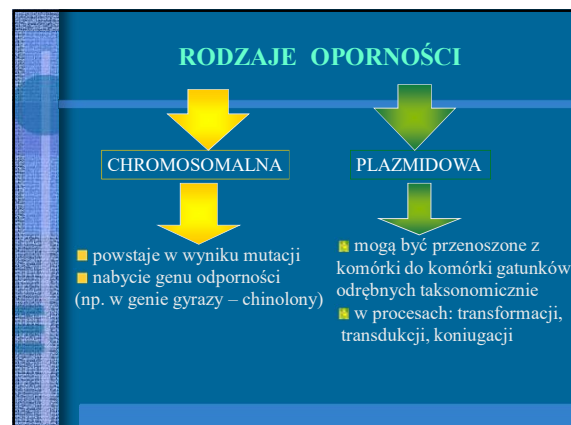 RODZAJE OPORNOŚCI
CHROMOSOMALNA
powstaje w wyniku mutacji
nabycie genu odporności
(np. w genie gyrazy – chinolony)
PLAZMIDOWA
mogą być przenoszone z
komórki do komórki gatunków
odrębnych taksonomicznie
w procesach: transformacji,
transdukcji, koniugacji